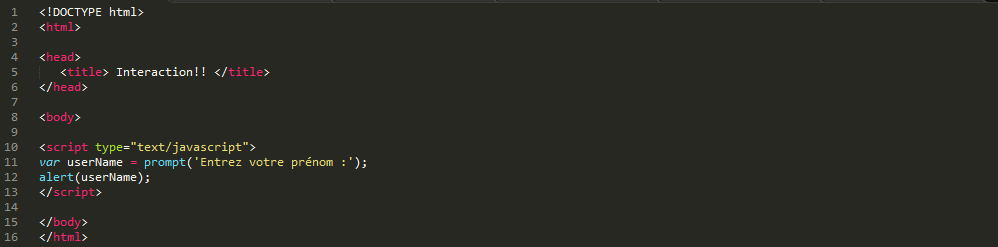 1 <!DOCTYPE html>
2 <html>
3
4 <head>
5 <title> Interaction!! </title>
6 </head>
7
8 <body>
9
10 <script type="text/javascript">
11 var userName = prompt('Entrez votre prénom :');
12 alert(userName);
13 </script>
14
15 </body>
16 </html>